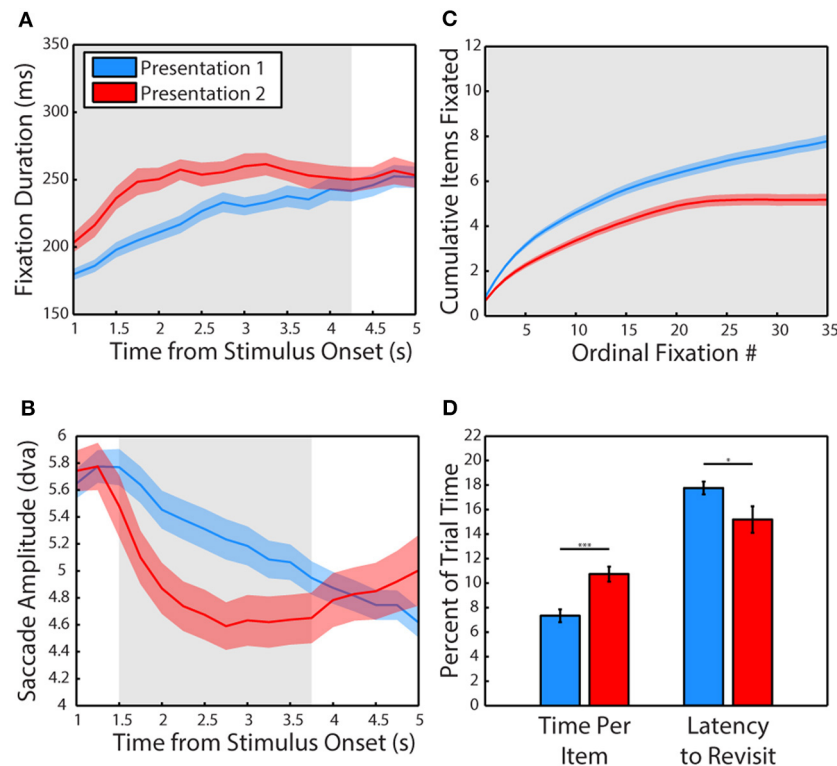 A
350
300
250
200
150
Fixation Duration (ms)
Presentation 1
Presentation 2
1 1.5 2 2.5 3 3.5 4 4.5 5
Time from Stimulus Onset (s)
C
12
10
8
6
4
2
0
Cumulative Items Fixated
5 10 15 20 25 30 35
Ordinal Fixation #
B
6
5.8
5.6
5.4
5.2
5
4.8
4.6
4.4
4.2
4
Saccade Amplitude (dva)
1 1.5 2 2.5 3 3.5 4 4.5 5
Time from Stimulus Onset (s)
D
22
20
18
16
14
12
10
8
6
4
2
0
Percent of Trial Time
***
*
Time Per
Item
Latency
to Revisit